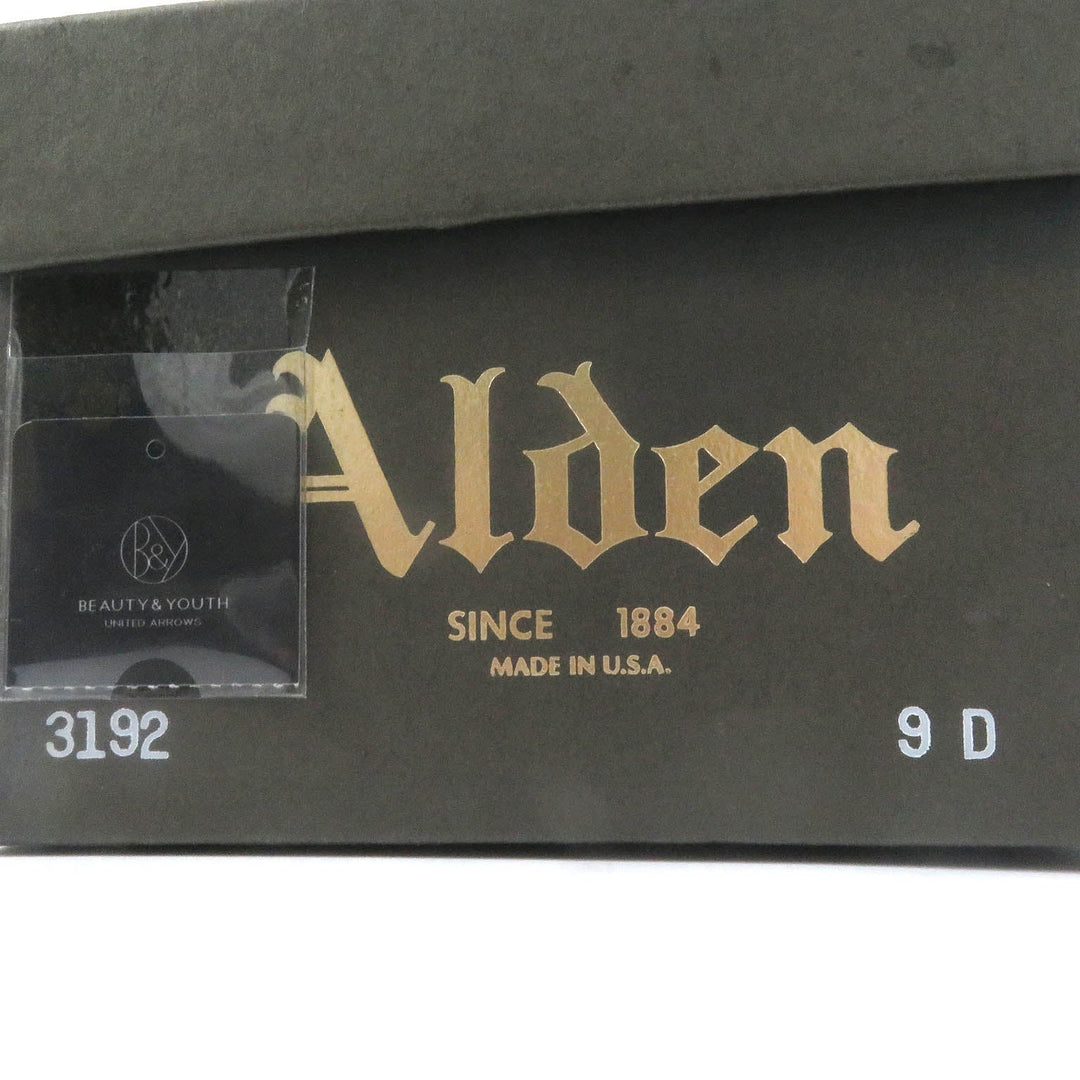 Alden
SINCE 1884
MADE IN U.S.A.
B&Y
BEAUTY & YOUTH
UNITED ARROWS
3192
9 D